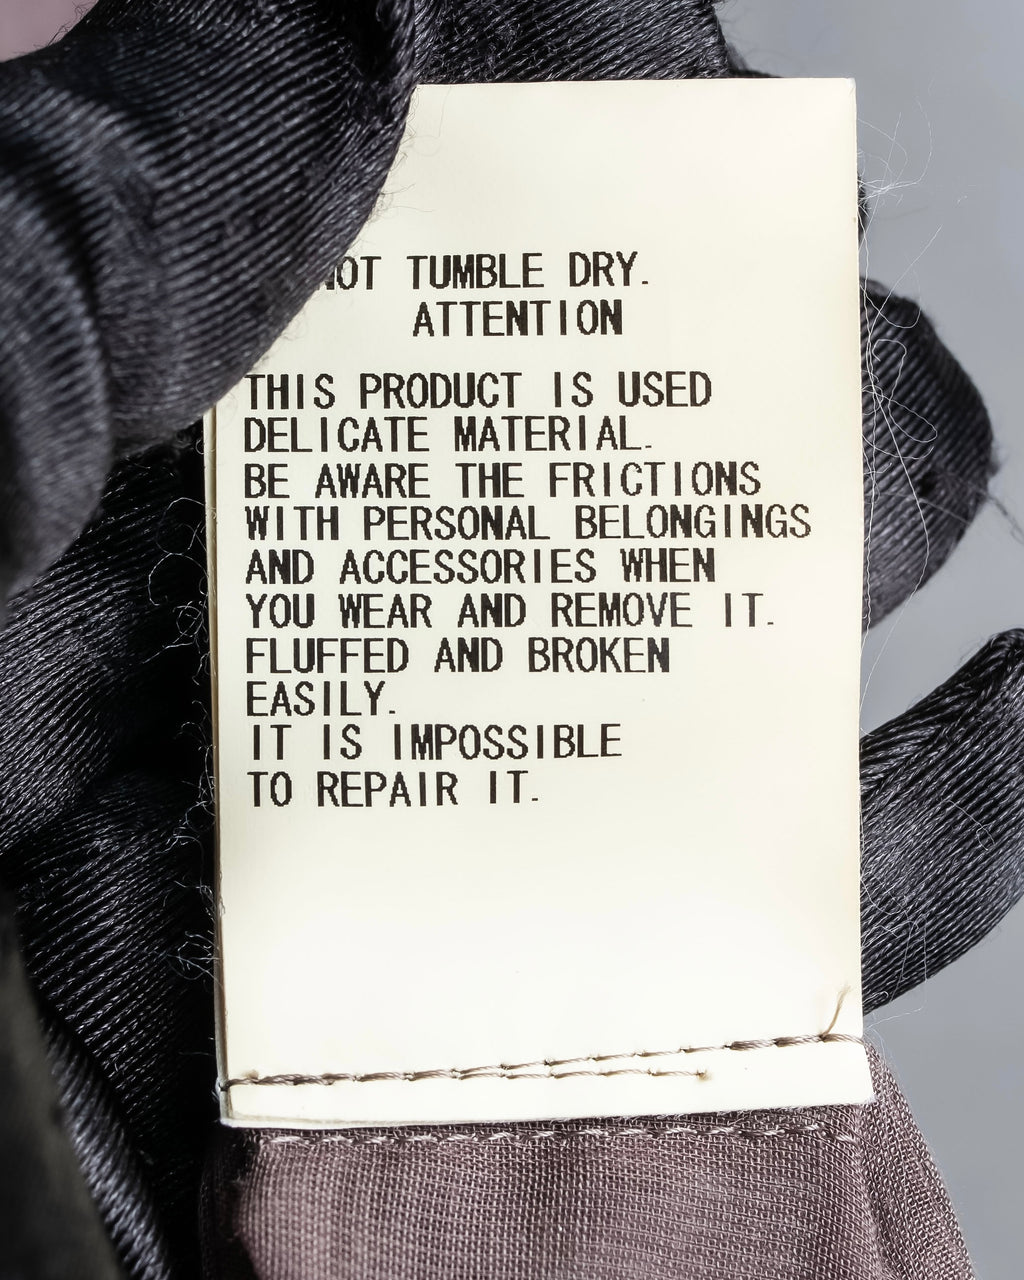 NOT TUMBLE DRY.
ATTENTION
THIS PRODUCT IS USED
DELICATE MATERIAL.
BE AWARE THE FRICTIONS
WITH PERSONAL BELONGINGS
AND ACCESSORIES WHEN
YOU WEAR AND REMOVE IT.
FLUFFED AND BROKEN
EASILY.
IT IS IMPOSSIBLE
TO REPAIR IT.